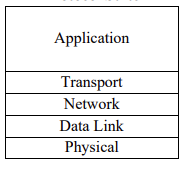 Application
Transport
Network
Data Link
Physical